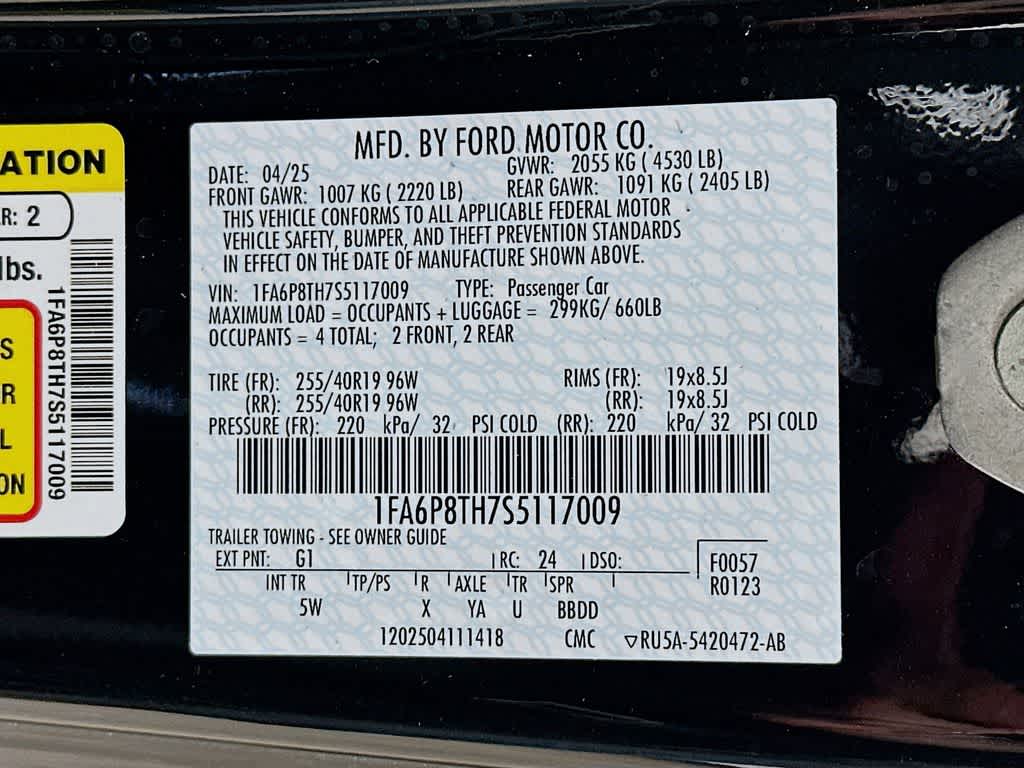 ATION
R: 2
lbs.
S
R
L
ON
1FA6P8TH7S5117009
MFD. BY FORD MOTOR CO.
DATE: 04/25 GVWR: 2055 KG ( 4530 LB)
FRONT GAWR: 1007 KG ( 2220 LB) REAR GAWR: 1091 KG ( 2405 LB)
THIS VEHICLE CONFORMS TO ALL APPLICABLE FEDERAL MOTOR
VEHICLE SAFETY, BUMPER, AND THEFT PREVENTION STANDARDS
IN EFFECT ON THE DATE OF MANUFACTURE SHOWN ABOVE.
VIN: 1FA6P8TH7S5117009 TYPE: Passenger Car
MAXIMUM LOAD = OCCUPANTS + LUGGAGE = 299KG/ 660LB
OCCUPANTS = 4 TOTAL; 2 FRONT, 2 REAR
TIRE (FR): 255/40R19 96W RIMS (FR): 19x8.5J
(RR): 255/40R19 96W (RR): 19x8.5J
PRESSURE (FR): 220 kPa/ 32 PSI COLD (RR): 220 kPa/ 32 PSI COLD
1FA6P8TH7S5117009
TRAILER TOWING - SEE OWNER GUIDE
EXT PNT: G1 RC: 24 DSO: F0057
R0123
INT TR TP/PS R AXLE TR SPR
5W X YA U BBDD
1202504111418 CMC ▽RU5A-5420472-AB